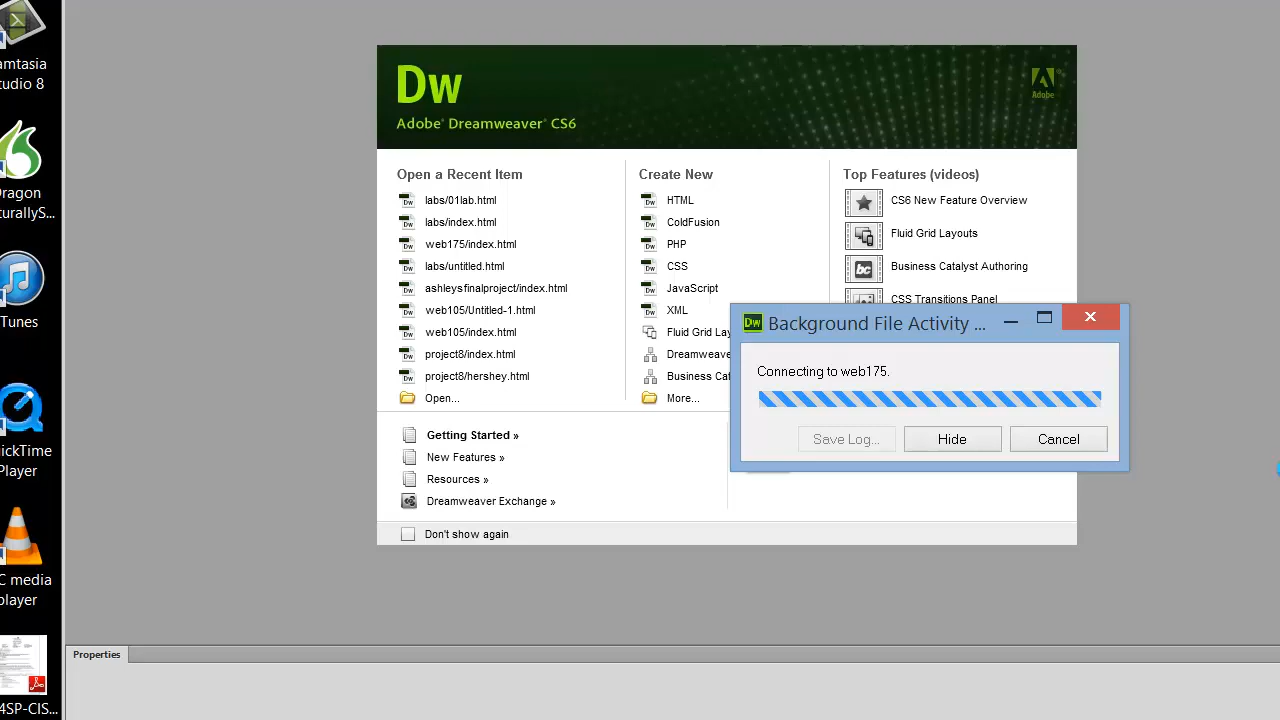 amtasia
tudio 8
Dragon
urallyS...
Tunes
ickTime
Player
C media
player
4SP-CIS...
Dw
Adobe® Dreamweaver® CS6
Adobe
Open a Recent Item
labs/01lab.html
labs/index.html
web175/index.html
labs/untitled.html
ashleysfinalproject/index.html
web105/Untitled-1.html
web105/index.html
project8/index.html
project8/hershey.html
Open...
Create New
HTML
ColdFusion
PHP
CSS
JavaScript
XML
Fluid Grid Lay
Dreamweave
Business Cat
More...
Top Features (videos)
CS6 New Feature Overview
Fluid Grid Layouts
bc
Business Catalyst Authoring
CSS Transitions Panel
Getting Started »
New Features »
Resources »
Dreamweaver Exchange »
Don't show again
Dw Background File Activity ...
Connecting to web175.
Save Log...
Hide
Cancel
Properties